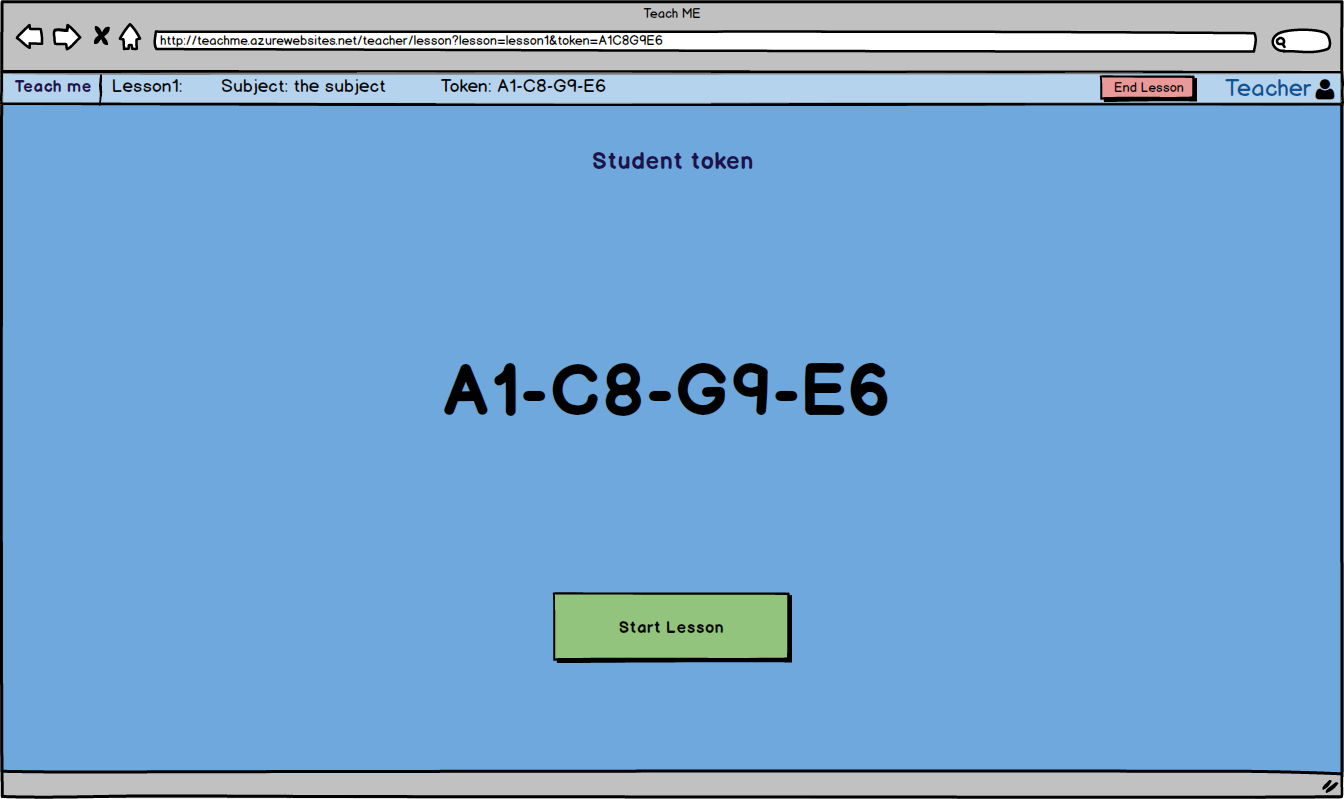 Teach ME
http://teachme.azurewebsites.net/teacher/lesson?lesson=lesson1&token=A1C8G9E6
Teach me Lesson1: Subject: the subject Token: A1-C8-G9-E6 End Lesson Teacher
Student token
A1-C8-G9-E6
Start Lesson